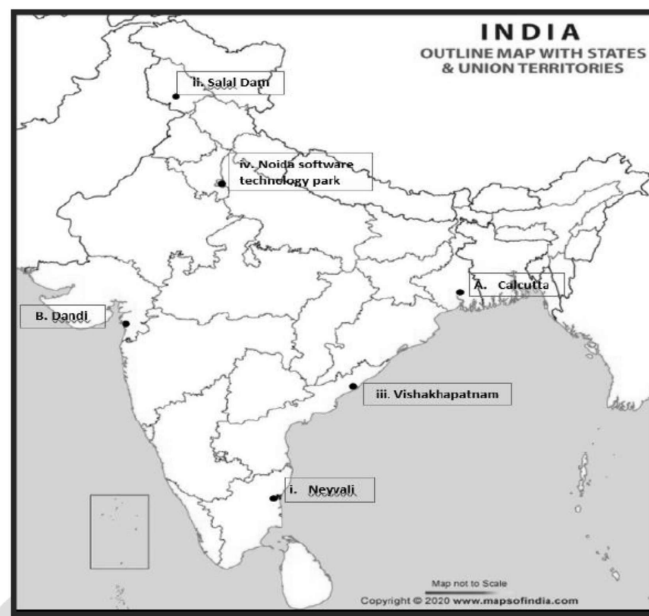 INDIA
OUTLINE MAP WITH STATES
& UNION TERRITORIES
ii. Salal Dam
iv. Noida software
technology park
A. Calcutta
B. Dandi
iii. Vishakhapatnam
i. Neyvali
Map not to Scale
Copyright © 2020 www.mapsofindia.com